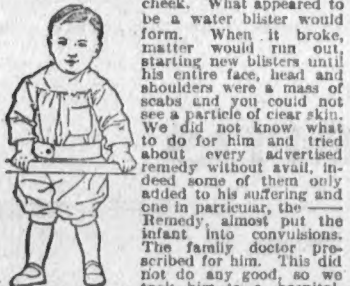 cheek. What appeared to
be a water blister would
form. When it broke,
matter would run out,
starting new blisters until
his entire face, head and
shoulders were a mass of
scabs and you could not
see a particle of clear skin.
We did not know what
to do for him and tried
about every advertised
remedy without avail, in-
deed some of them only
added to his suffering and
one in particular, the ——
Remedy, almost put the
infant into convulsions.
The family doctor pre-
scribed for him. This did
not do any good, so we
took him to a hospital.